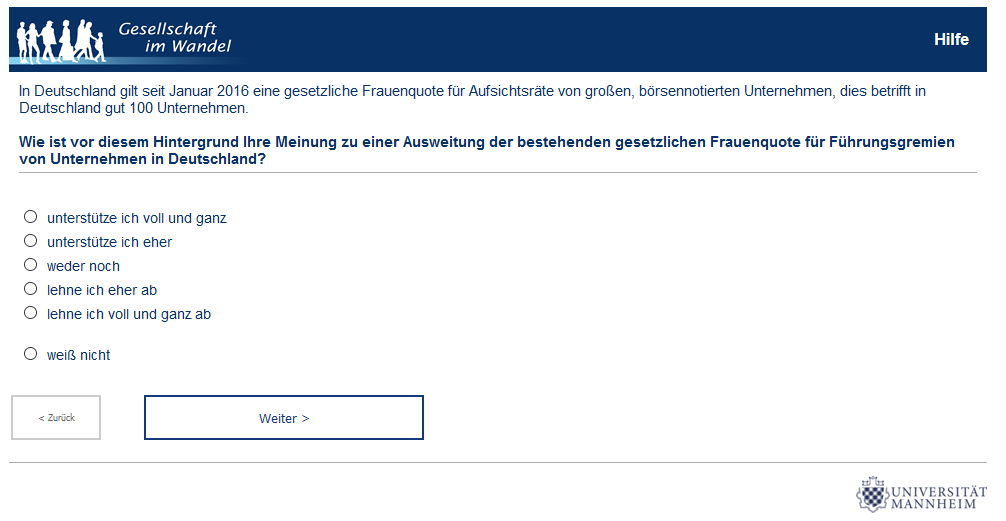 Gesellschaft
im Wandel
Hilfe
In Deutschland gilt seit Januar 2016 eine gesetzliche Frauenquote für Aufsichtsräte von großen, börsennotierten Unternehmen, dies betrifft in
Deutschland gut 100 Unternehmen.
Wie ist vor diesem Hintergrund Ihre Meinung zu einer Ausweitung der bestehenden gesetzlichen Frauenquote für Führungsgremien
von Unternehmen in Deutschland?
unterstütze ich voll und ganz
unterstütze ich eher
weder noch
lehne ich eher ab
lehne ich voll und ganz ab
weiß nicht
< Zurück
Weiter >
UNIVERSITÄT
MANNHEIM